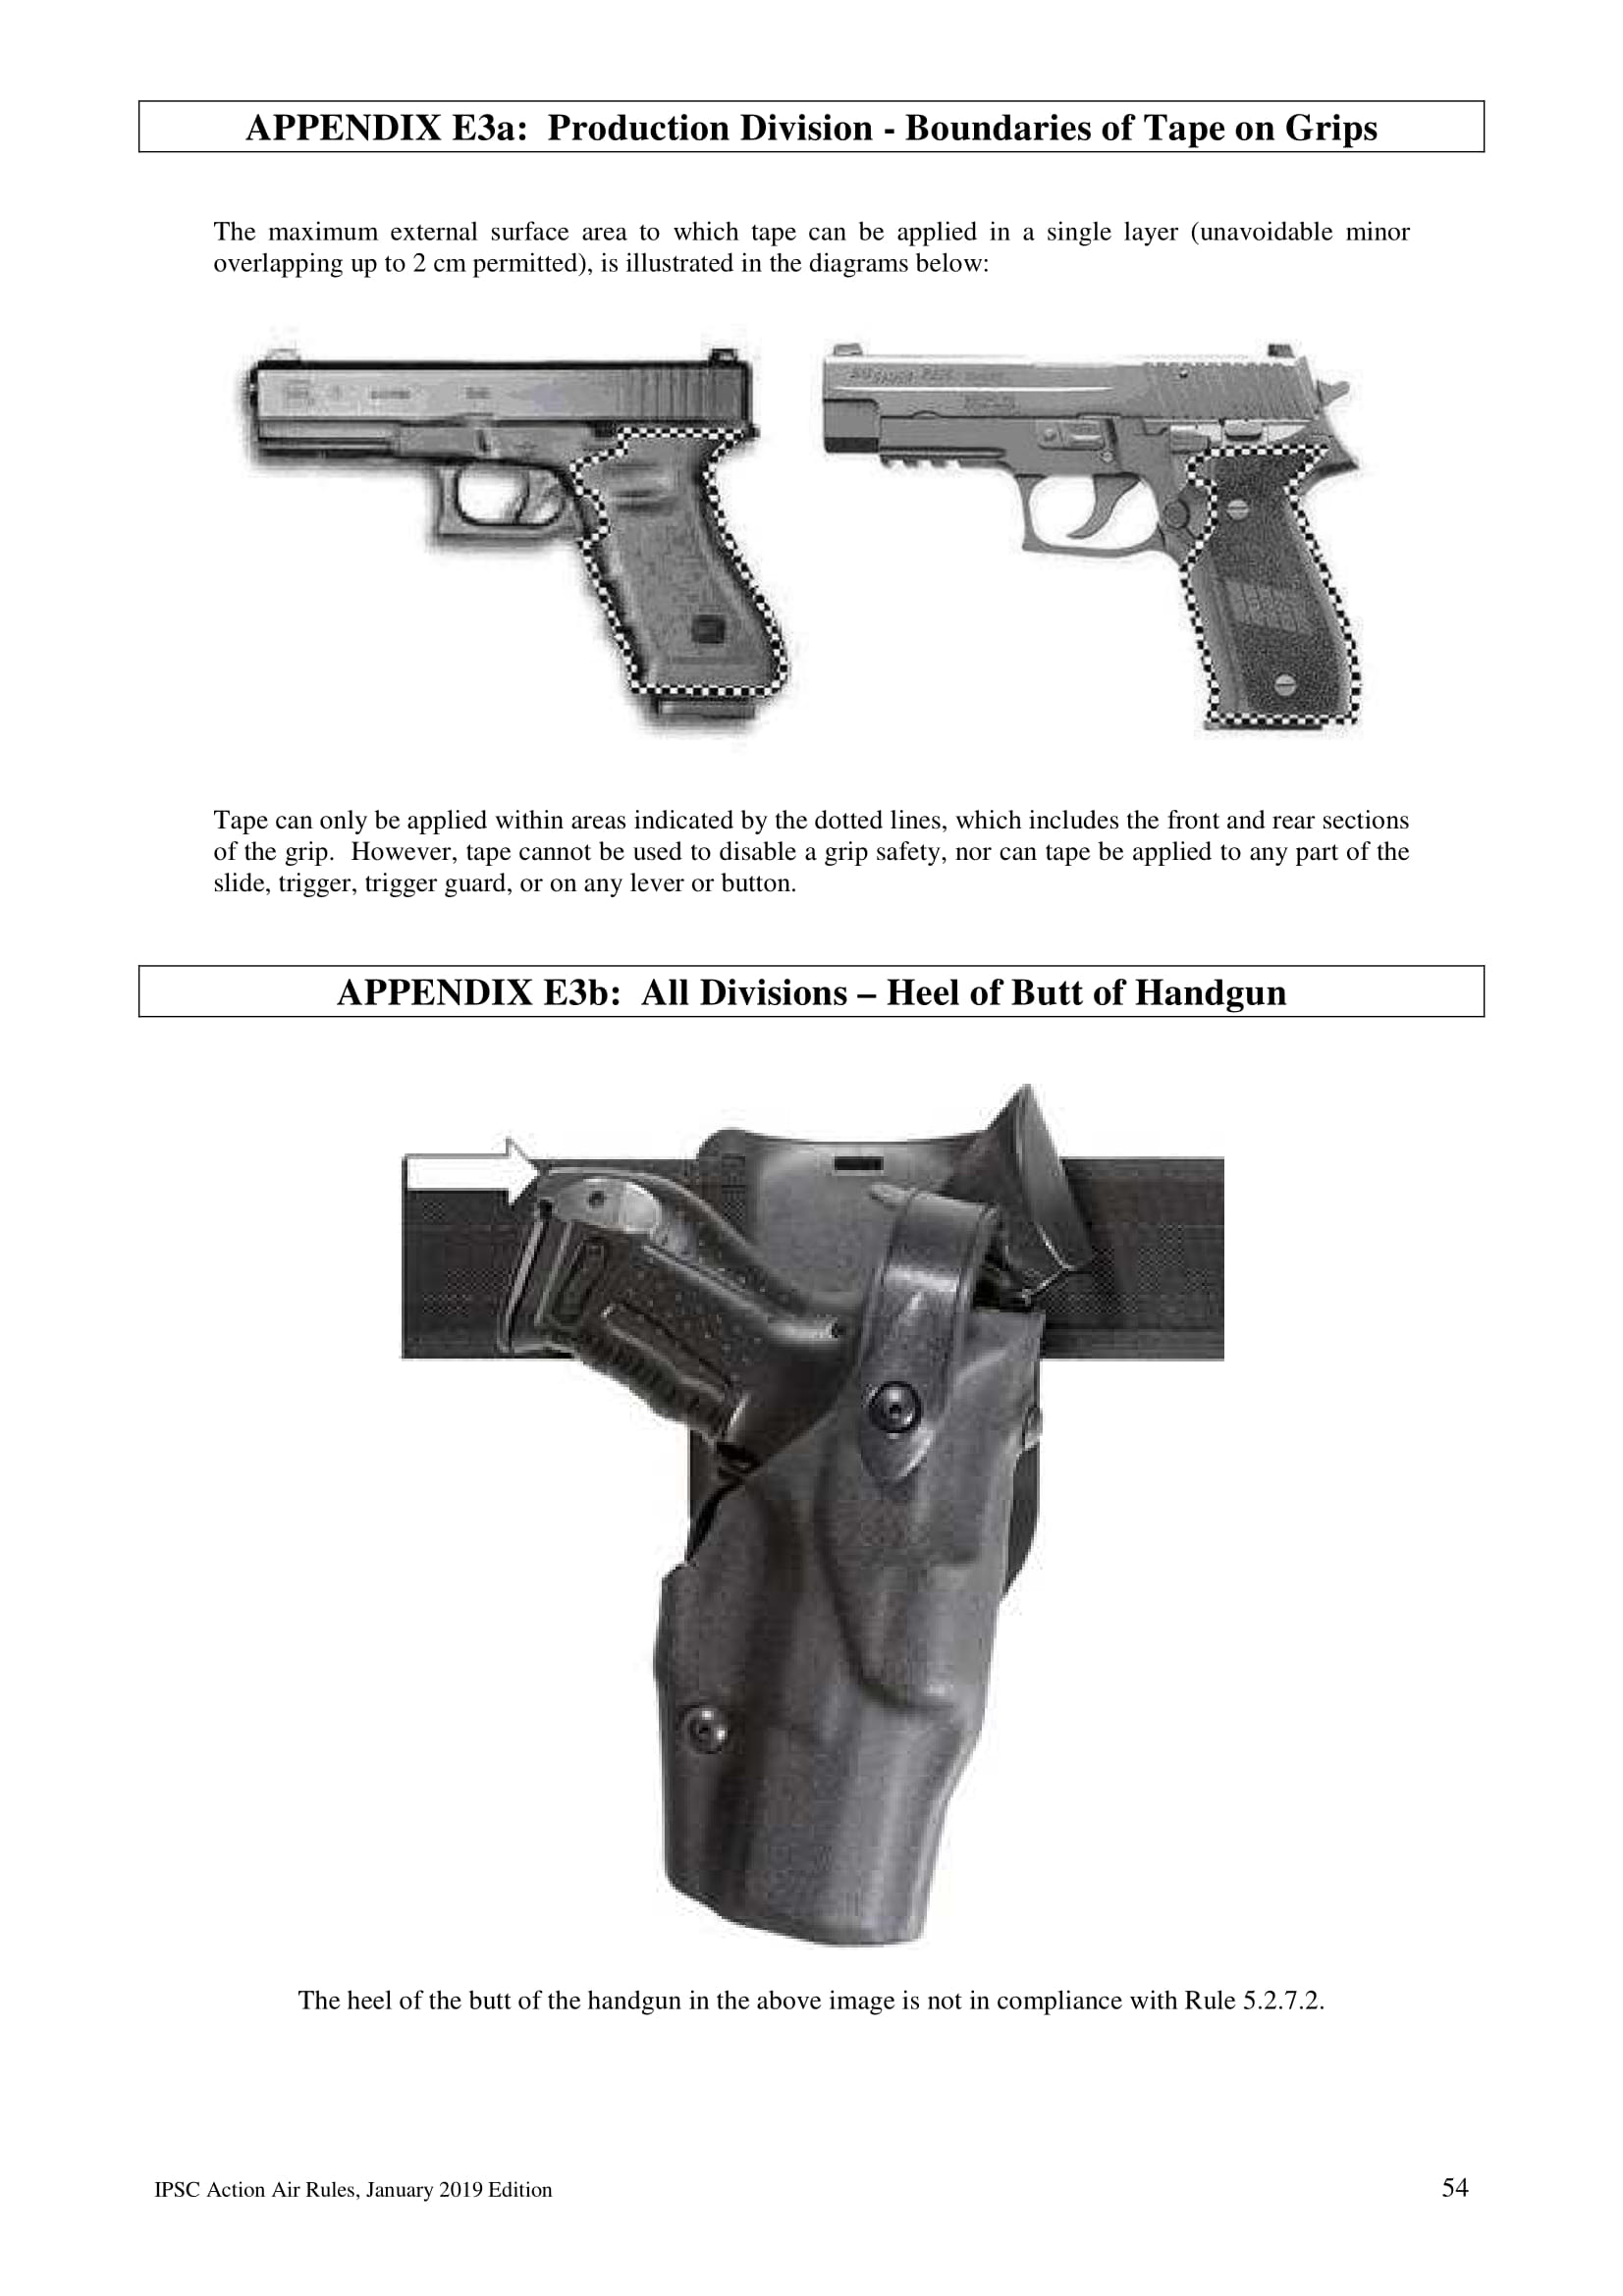 APPENDIX E3a:  Production Division - Boundaries of Tape on Grips
The maximum external surface area to which tape can be applied in a single layer (unavoidable minor
overlapping up to 2 cm permitted), is illustrated in the diagrams below:
Tape can only be applied within areas indicated by the dotted lines, which includes the front and rear sections
of the grip.  However, tape cannot be used to disable a grip safety, nor can tape be applied to any part of the
slide, trigger, trigger guard, or on any lever or button.
APPENDIX E3b:  All Divisions – Heel of Butt of Handgun
The heel of the butt of the handgun in the above image is not in compliance with Rule 5.2.7.2.
IPSC Action Air Rules, January 2019 Edition
54